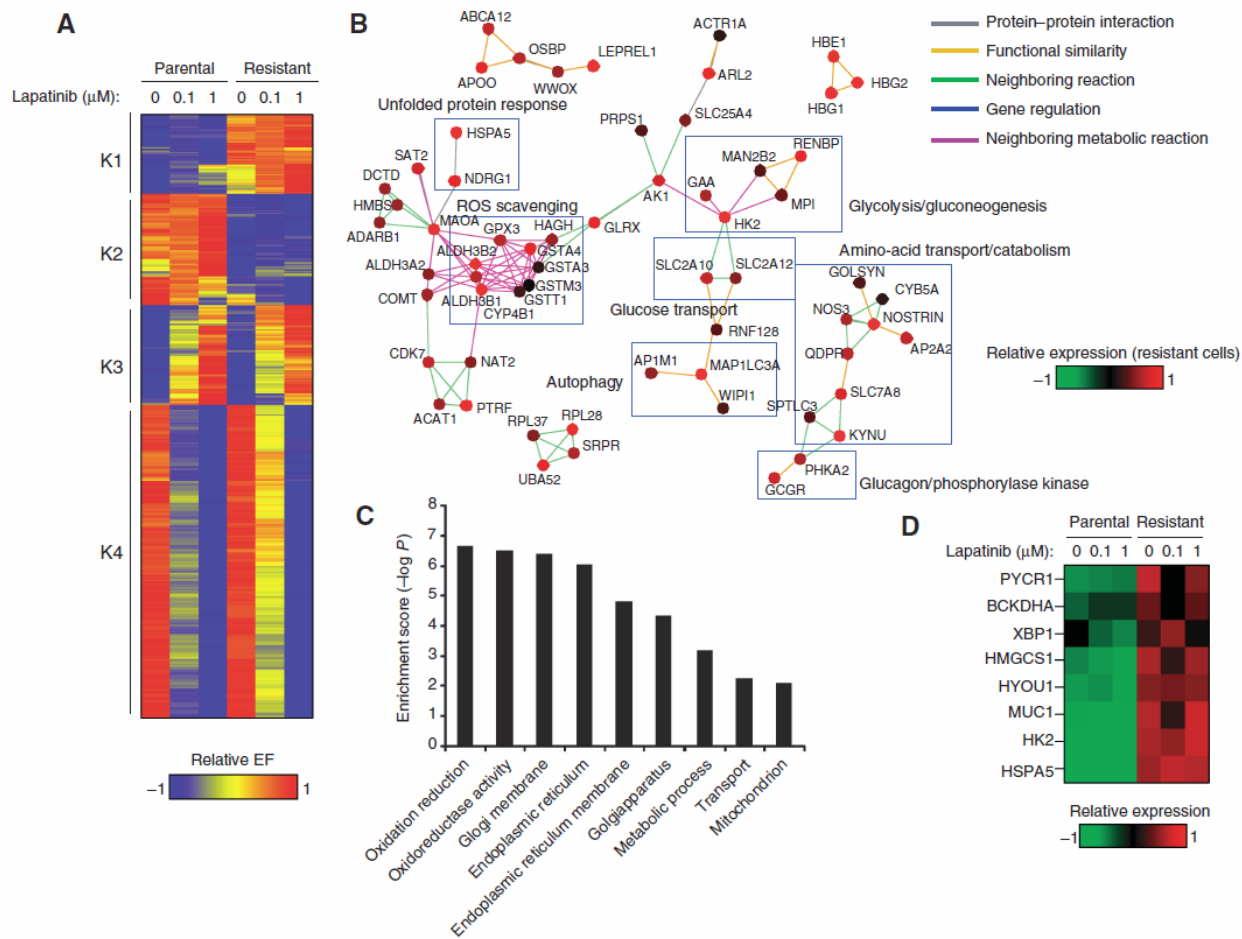 A
Parental Resistant
Lapatinib (μM): 0 0.1 1 0 0.1 1
K1
K2
K3
K4
Relative EF
−1 1
B
ABCA12
OSBP
LEPREL1
APOO
WWOX
ACTR1A
ARL2
HBE1
HBG2
HBG1
Protein–protein interaction
Functional similarity
Neighboring reaction
Gene regulation
Neighboring metabolic reaction
Unfolded protein response
HSPA5
NDRG1
SAT2
DCTD
HMBS
ADARB1
MAOA
PRPS1
SLC25A4
AK1
GLRX
MAN2B2
RENBP
GAA
MPI
HK2
Glycolysis/gluconeogenesis
ROS scavenging
GPX3
HAGH
ALDH3B2
GSTA4
GSTA3
ALDH3A2
GSTM3
COMT
ALDH3B1
GSTT1
CYP4B1
SLC2A10
SLC2A12
Glucose transport
RNF128
Amino-acid transport/catabolism
GOLSYN
CYB5A
NOS3
NOSTRIN
AP2A2
QDPR
SLC7A8
SPTLC3
KYNU
Relative expression (resistant cells)
−1 1
CDK7
NAT2
ACAT1
PTRF
Autophagy
AP1M1
MAP1LC3A
WIPI1
RPL37
RPL28
SRPR
UBA52
PHKA2
GCGR
Glucagon/phosphorylase kinase
C
Enrichment score (−log P)
8
7
6
5
4
3
2
1
0
Oxidation reduction
Oxidoreductase activity
Glogi membrane
Endoplasmic reticulum
Endoplasmic reticulum membrane
Golgiapparatus
Metabolic process
Transport
Mitochondrion
D
Parental Resistant
Lapatinib (μM): 0 0.1 1 0 0.1 1
PYCR1
BCKDHA
XBP1
HMGCS1
HYOU1
MUC1
HK2
HSPA5
Relative expression
−1 1